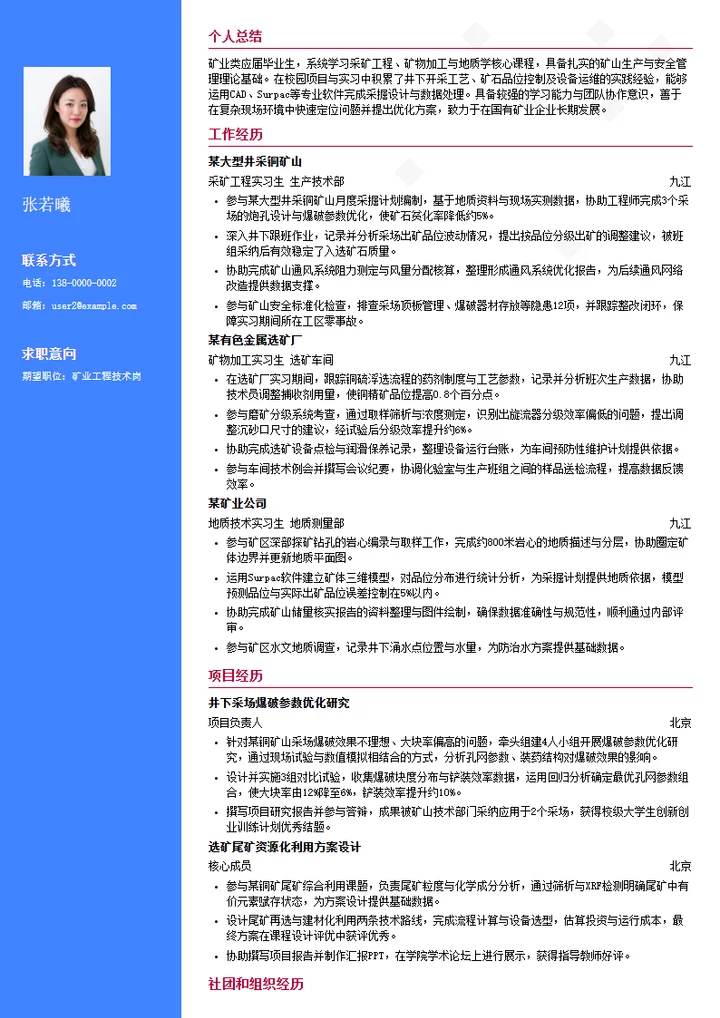 张若曦
联系方式
电话：138-0000-0002
邮箱：user2@example.com
求职意向
期望职位：矿业工程技术岗
个人总结
矿业类应届毕业生，系统学习采矿工程、矿物加工与地质学核心课程，具备扎实的矿山生产与安全管
理理论基础。在校园项目与实习中积累了井下开采工艺、矿石品位控制及设备运维的实践经验，能够
运用CAD、Surpac等专业软件完成采掘设计与数据处理。具备较强的学习能力与团队协作意识，善于
在复杂现场环境中快速定位问题并提出优化方案，致力于在国有矿业企业长期发展。
工作经历
某大型井采铜矿山
采矿工程实习生 生产技术部 九江
• 参与某大型井采铜矿山月度采掘计划编制，基于地质资料与现场实测数据，协助工程师完成3个采
场的炮孔设计与爆破参数优化，使矿石贫化率降低约5%。
• 深入井下跟班作业，记录并分析采场出矿品位波动情况，提出按品位分级出矿的调整建议，被班
组采纳后有效稳定了入选矿石质量。
• 协助完成矿山通风系统阻力测定与风量分配核算，整理形成通风系统优化报告，为后续通风网络
改造提供数据支撑。
• 参与矿山安全标准化检查，排查采场顶板管理、爆破器材存放等隐患12项，并跟踪整改闭环，保
障实习期间所在工区零事故。
某有色金属选矿厂
矿物加工实习生 选矿车间 九江
• 在选矿厂实习期间，跟踪铜硫浮选流程的药剂制度与工艺参数，记录并分析班次生产数据，协助
技术员调整捕收剂用量，使铜精矿品位提高0.8个百分点。
• 参与磨矿分级系统考查，通过取样筛析与浓度测定，识别出旋流器分级效率偏低的问题，提出调
整沉砂口尺寸的建议，经试验后分级效率提升约6%。
• 协助完成选矿设备点检与润滑保养记录，整理设备运行台账，为车间预防性维护计划提供依据。
• 参与车间技术例会并撰写会议纪要，协调化验室与生产班组之间的样品送检流程，提高数据反馈
效率。
某矿业公司
地质技术实习生 地质测量部 九江
• 参与矿区深部探矿钻孔的岩心编录与取样工作，完成约800米岩心的地质描述与分层，协助圈定矿
体边界并更新地质平面图。
• 运用Surpac软件建立矿体三维模型，对品位分布进行统计分析，为采掘计划提供地质依据，模型
预测品位与实际出矿品位误差控制在5%以内。
• 协助完成矿山储量核实报告的资料整理与图件绘制，确保数据准确性与规范性，顺利通过内部评
审。
• 参与矿区水文地质调查，记录井下涌水点位置与水量，为防治水方案提供基础数据。
项目经历
井下采场爆破参数优化研究
项目负责人 北京
• 针对某铜矿山采场爆破效果不理想、大块率偏高的问题，牵头组建4人小组开展爆破参数优化研
究，通过现场试验与数值模拟相结合的方式，分析孔网参数、装药结构对爆破效果的影响。
• 设计并实施3组对比试验，收集爆破块度分布与铲装效率数据，运用回归分析确定最优孔网参数组
合，使大块率由12%降至6%，铲装效率提升约10%。
• 撰写项目研究报告并参与答辩，成果被矿山技术部门采纳应用于2个采场，获得校级大学生创新创
业训练计划优秀结题。
选矿尾矿资源化利用方案设计
核心成员 北京
• 参与某铜矿尾矿综合利用课题，负责尾矿粒度与化学成分分析，通过筛析与XRF检测明确尾矿中有
价元素赋存状态，为方案设计提供基础数据。
• 设计尾矿再选与建材化利用两条技术路线，完成流程计算与设备选型，估算投资与运行成本，最
终方案在课程设计评优中获评优秀。
• 协助撰写项目报告并制作汇报PPT，在学院学术论坛上进行展示，获得指导教师好评。
社团和组织经历